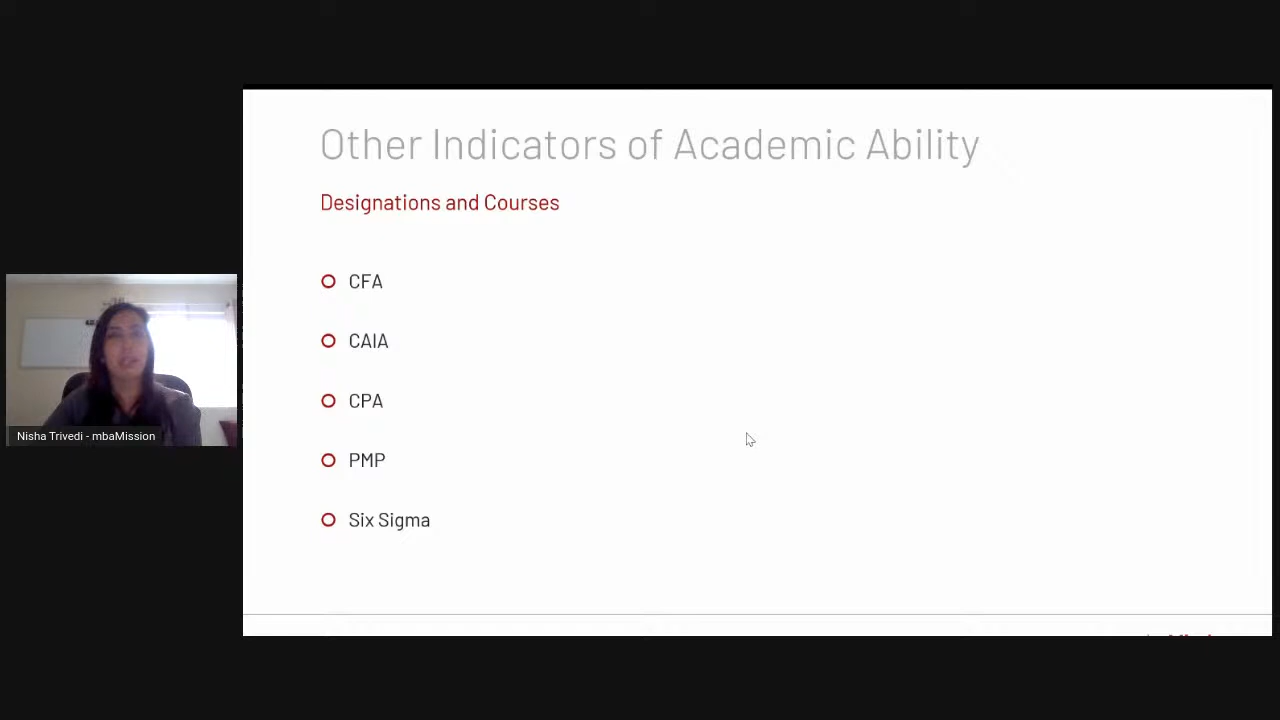 Other Indicators of Academic Ability
Designations and Courses
CFA
CAIA
CPA
PMP
Six Sigma
Nisha Trivedi - mbaMission